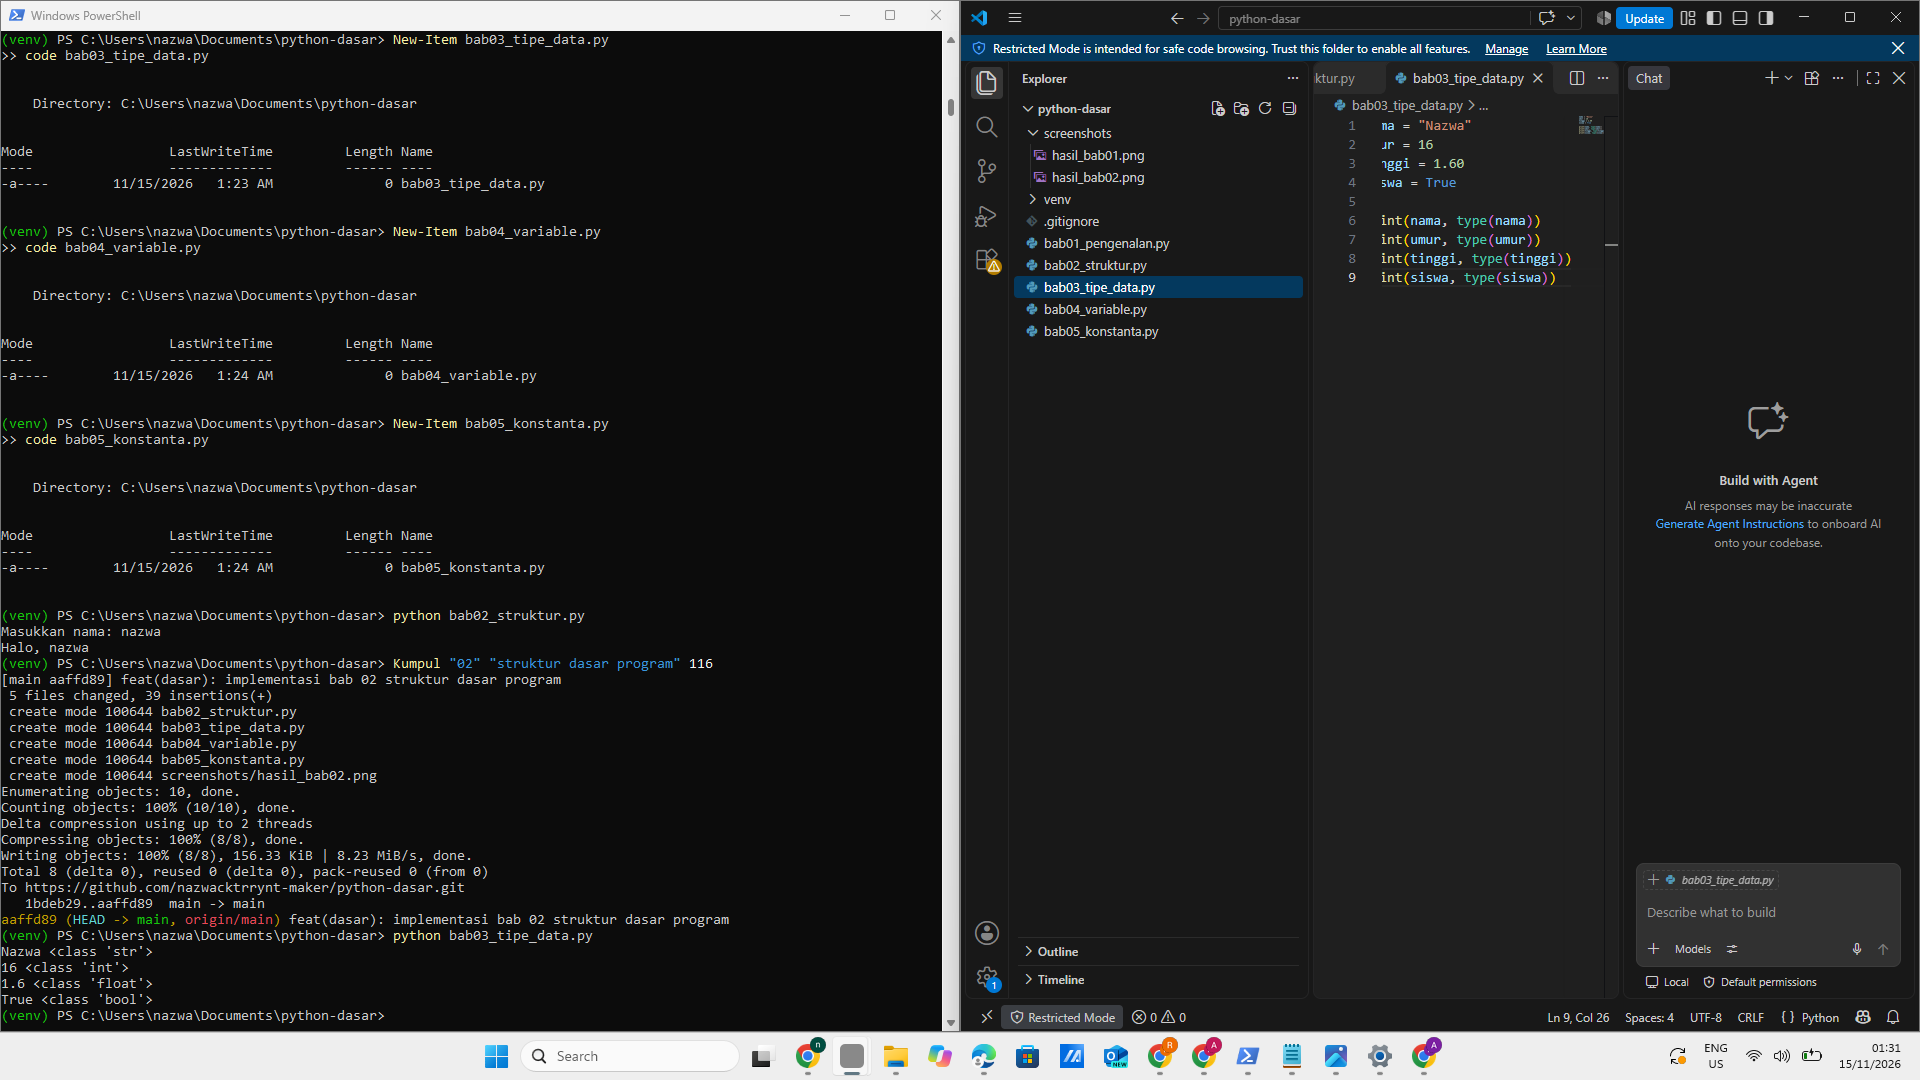 Windows PowerShell
(venv) PS C:\Users\nazwa\Documents\python-dasar> New-Item bab03_tipe_data.py
>> code bab03_tipe_data.py
Directory: C:\Users\nazwa\Documents\python-dasar
Mode                 LastWriteTime         Length Name
----                 -------------         ------ ----
-a----        11/15/2026   1:23 AM              0 bab03_tipe_data.py
(venv) PS C:\Users\nazwa\Documents\python-dasar> New-Item bab04_variable.py
>> code bab04_variable.py
Directory: C:\Users\nazwa\Documents\python-dasar
Mode                 LastWriteTime         Length Name
----                 -------------         ------ ----
-a----        11/15/2026   1:24 AM              0 bab04_variable.py
(venv) PS C:\Users\nazwa\Documents\python-dasar> New-Item bab05_konstanta.py
>> code bab05_konstanta.py
Directory: C:\Users\nazwa\Documents\python-dasar
Mode                 LastWriteTime         Length Name
----                 -------------         ------ ----
-a----        11/15/2026   1:24 AM              0 bab05_konstanta.py
(venv) PS C:\Users\nazwa\Documents\python-dasar> python bab02_struktur.py
Masukkan nama: nazwa
Halo, nazwa
(venv) PS C:\Users\nazwa\Documents\python-dasar> Kumpul "02" "struktur dasar program" 116
[main aaffd89] feat(dasar): implementasi bab 02 struktur dasar program
5 files changed, 39 insertions(+)
create mode 100644 bab02_struktur.py
create mode 100644 bab03_tipe_data.py
create mode 100644 bab04_variable.py
create mode 100644 bab05_konstanta.py
create mode 100644 screenshots/hasil_bab02.png
Enumerating objects: 10, done.
Counting objects: 100% (10/10), done.
Delta compression using up to 2 threads
Compressing objects: 100% (8/8), done.
Writing objects: 100% (8/8), 156.33 KiB | 8.23 MiB/s, done.
Total 8 (delta 0), reused 0 (delta 0), pack-reused 0 (from 0)
To https://github.com/nazwacktrrynt-maker/python-dasar.git
1bdeb29..aaffd89  main -> main
aaffd89 (HEAD -> main, origin/main) feat(dasar): implementasi bab 02 struktur dasar program
(venv) PS C:\Users\nazwa\Documents\python-dasar> python bab03_tipe_data.py
Nazwa <class 'str'>
16 <class 'int'>
1.6 <class 'float'>
True <class 'bool'>
(venv) PS C:\Users\nazwa\Documents\python-dasar>
python-dasar
Update
Restricted Mode is intended for safe code browsing. Trust this folder to enable all features. Manage Learn More
Explorer
python-dasar
screenshots
hasil_bab01.png
hasil_bab02.png
venv
.gitignore
bab01_pengenalan.py
bab02_struktur.py
bab03_tipe_data.py
bab04_variable.py
bab05_konstanta.py
Outline
Timeline
ktur.py bab03_tipe_data.py
bab03_tipe_data.py > ...
1 ma = "Nazwa"
2 ur = 16
3 nggi = 1.60
4 swa = True
5
6 int(nama, type(nama))
7 int(umur, type(umur))
8 int(tinggi, type(tinggi))
9 int(siswa, type(siswa))
Chat
Build with Agent
AI responses may be inaccurate
Generate Agent Instructions to onboard AI
onto your codebase.
bab03_tipe_data.py
Describe what to build
Models
Local Default permissions
1
Restricted Mode 0 0 Ln 9, Col 26 Spaces: 4 UTF-8 CRLF { } Python
Search
n
NEW
R
A
A
ENG
US
01:31
15/11/2026